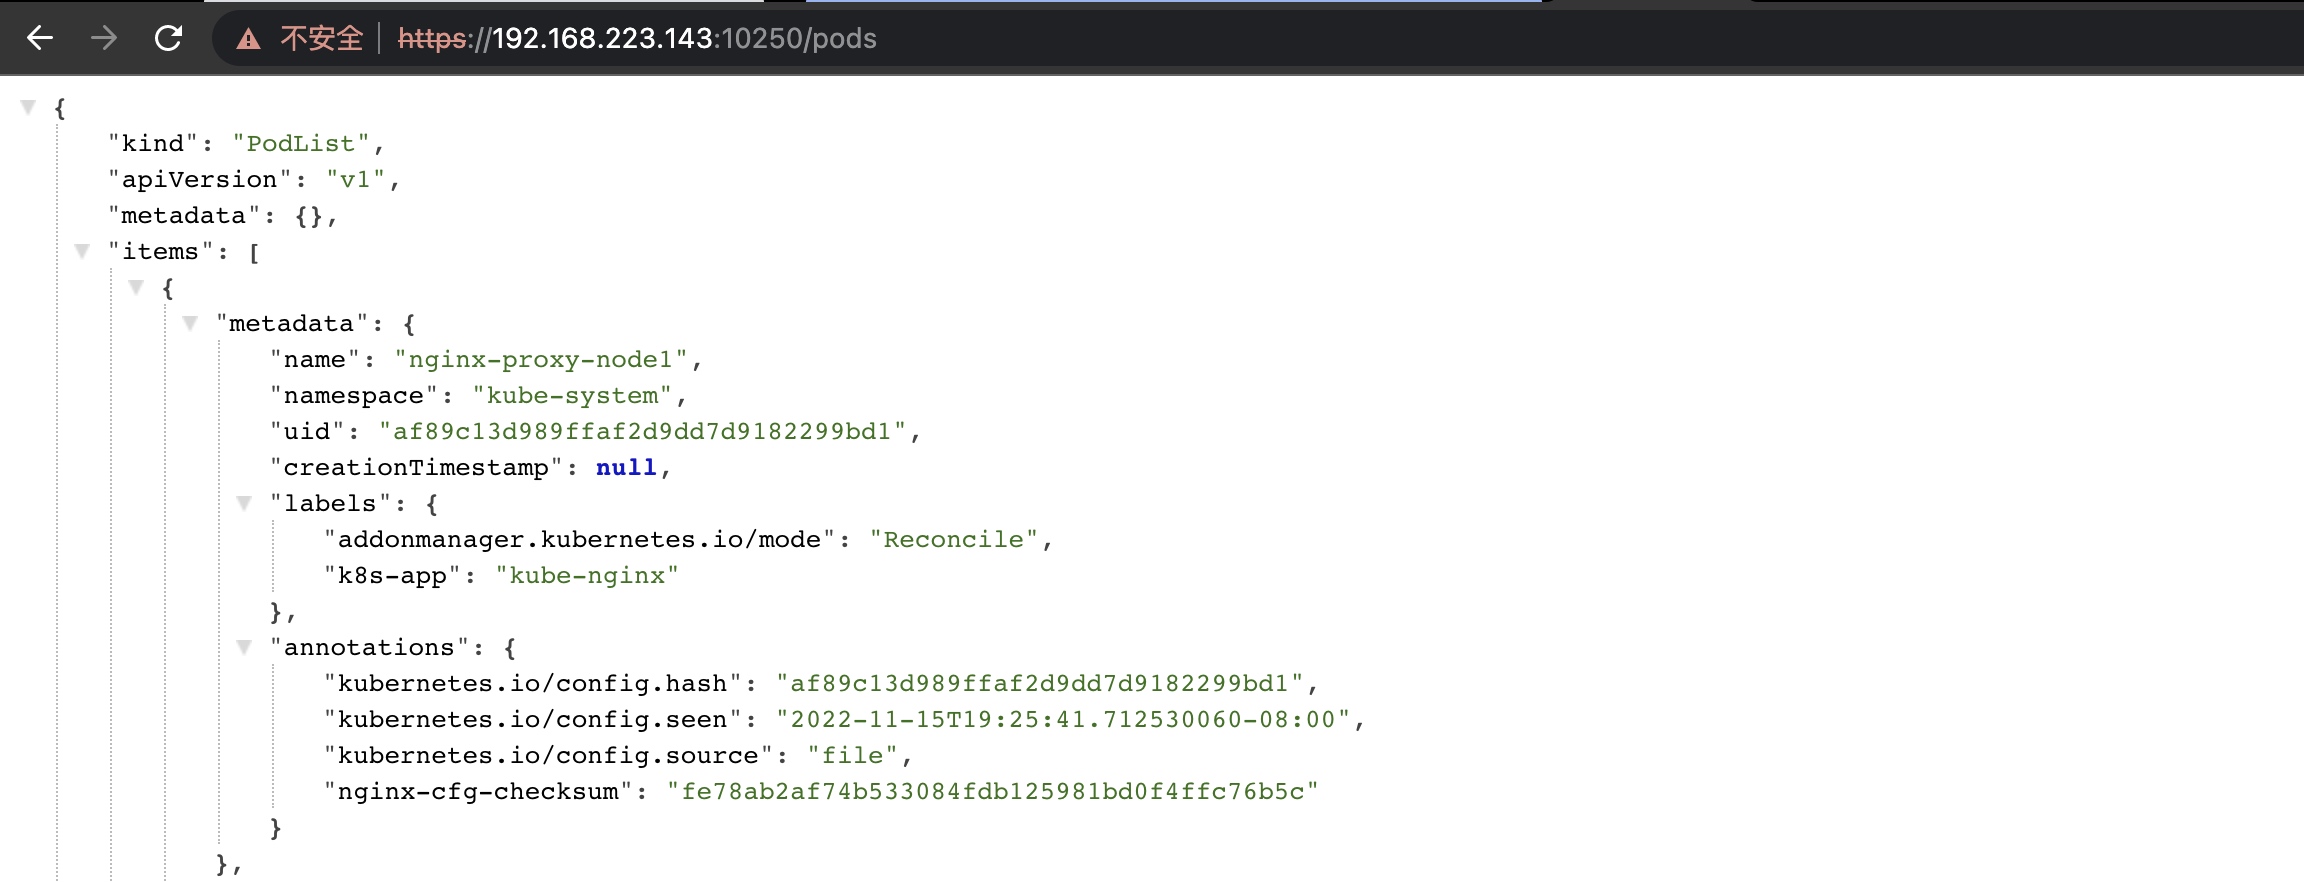 不安全 https://192.168.223.143:10250/pods
{
"kind": "PodList",
"apiVersion": "v1",
"metadata": {},
"items": [
{
"metadata": {
"name": "nginx-proxy-node1",
"namespace": "kube-system",
"uid": "af89c13d989ffaf2d9dd7d9182299bd1",
"creationTimestamp": null,
"labels": {
"addonmanager.kubernetes.io/mode": "Reconcile",
"k8s-app": "kube-nginx"
},
"annotations": {
"kubernetes.io/config.hash": "af89c13d989ffaf2d9dd7d9182299bd1",
"kubernetes.io/config.seen": "2022-11-15T19:25:41.712530060-08:00",
"kubernetes.io/config.source": "file",
"nginx-cfg-checksum": "fe78ab2af74b533084fdb125981bd0f4ffc76b5c"
}
},